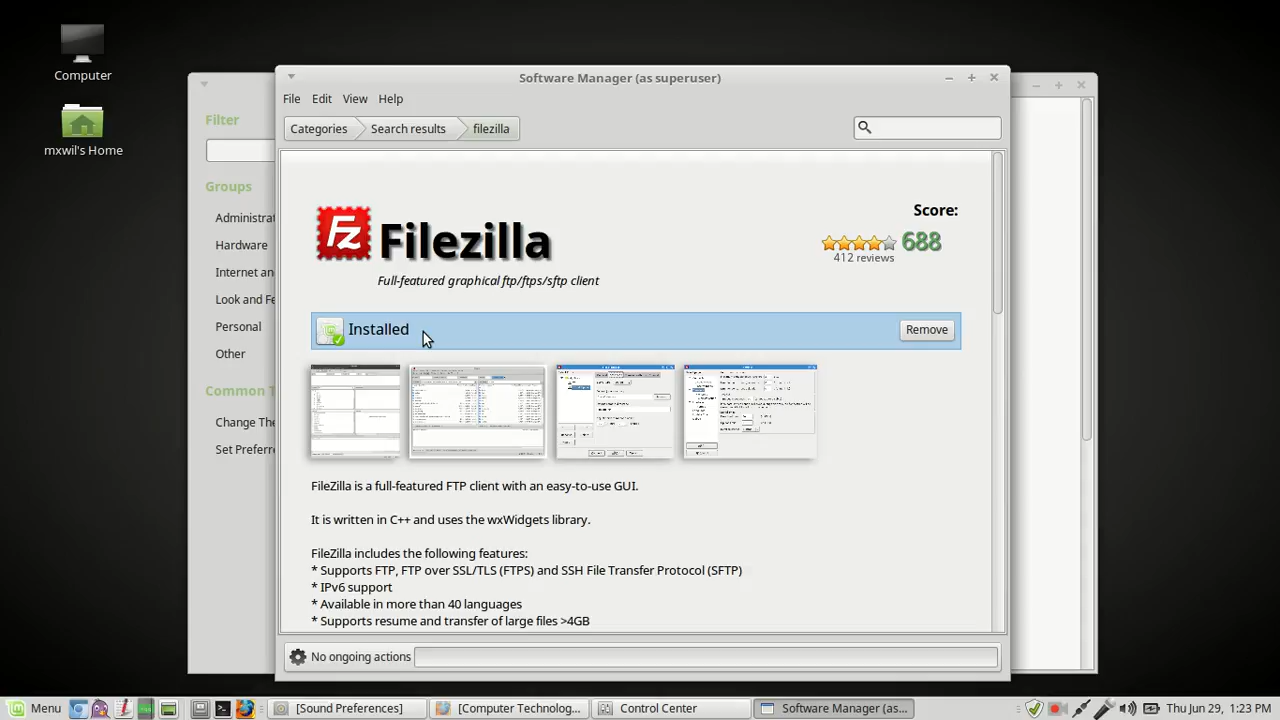 Computer
mxwil's Home
Filter
Groups
Administrat
Hardware
Internet an
Look and Fe
Personal
Other
Common T
Change The
Set Preferr
Software Manager (as superuser)
File Edit View Help
Categories Search results filezilla
Fz Filezilla
Full-featured graphical ftp/ftps/sftp client
Score:
688
412 reviews
Installed
Remove
FileZilla is a full-featured FTP client with an easy-to-use GUI.
It is written in C++ and uses the wxWidgets library.
FileZilla includes the following features:
* Supports FTP, FTP over SSL/TLS (FTPS) and SSH File Transfer Protocol (SFTP)
* IPv6 support
* Available in more than 40 languages
* Supports resume and transfer of large files >4GB
No ongoing actions
Menu [Sound Preferences] [Computer Technolog... Control Center Software Manager (as... Thu Jun 29, 1:23 PM